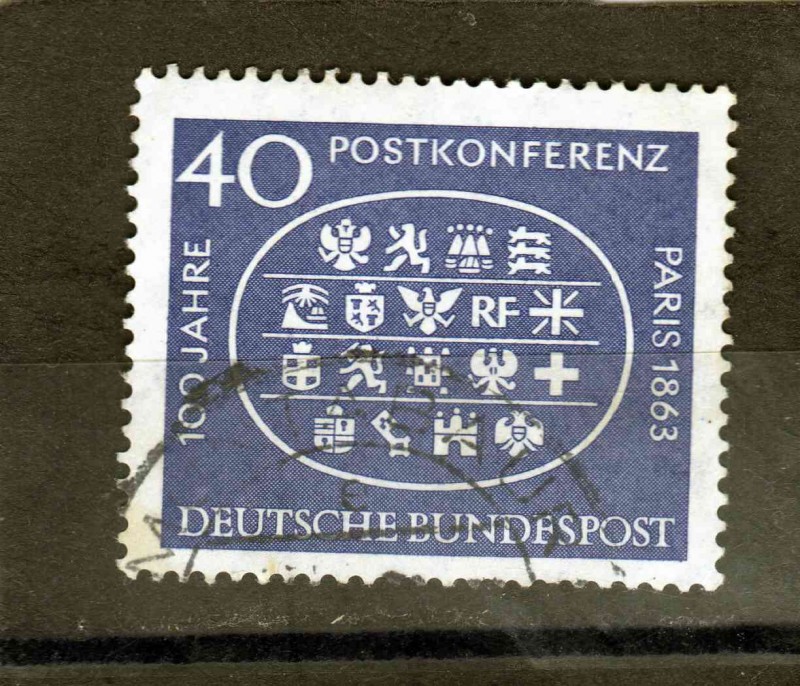 40 POSTKONFERENZ
100 JAHRE
PARIS 1863
RF
DEUTSCHE BUNDESPOST